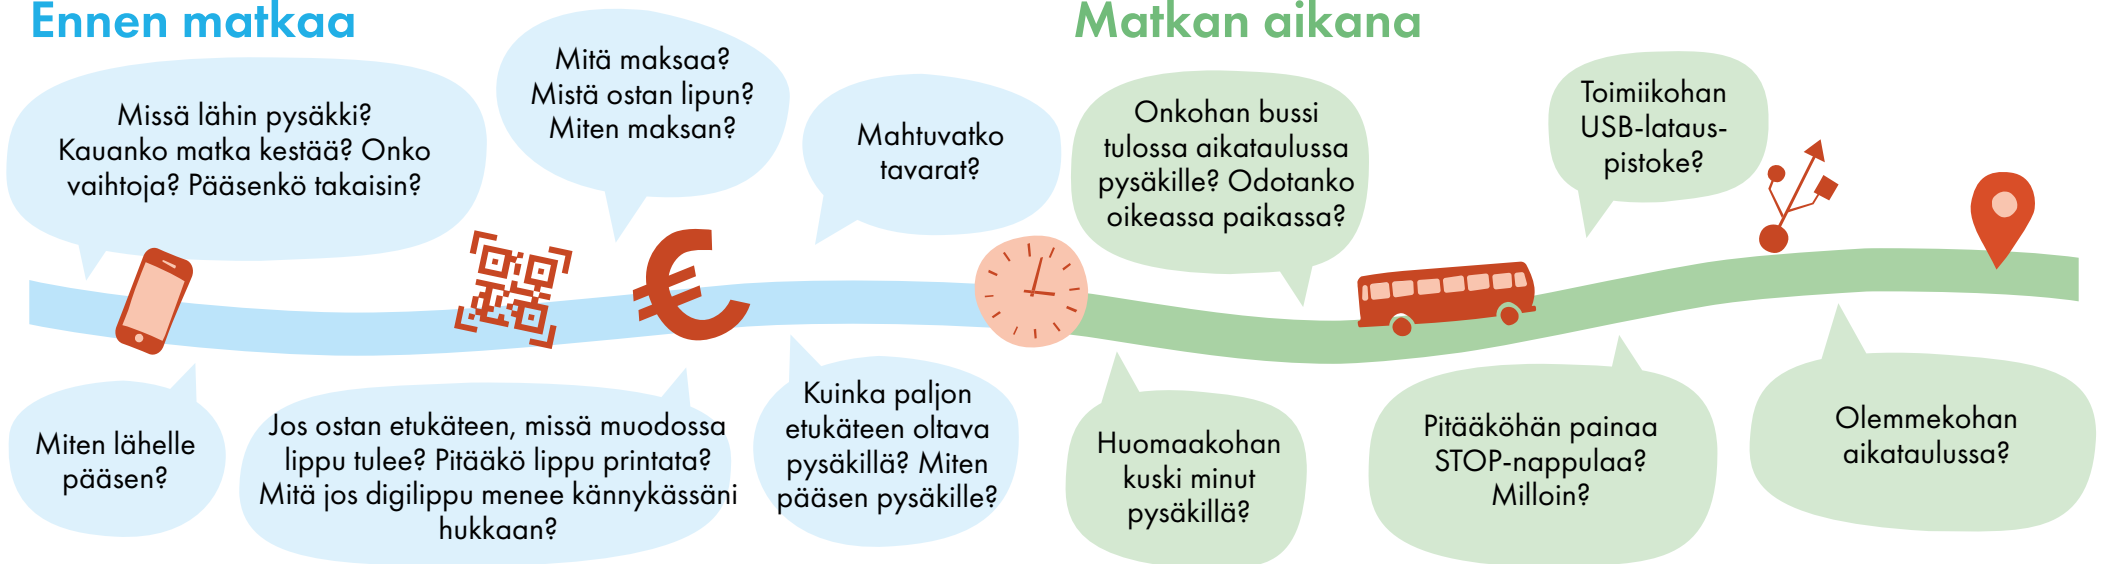 Ennen matkaa
Missä lähin pysäkki?
Kauanko matka kestää? Onko
vaihtoja? Pääsenkö takaisin?
Mitä maksaa?
Mistä ostan lipun?
Miten maksan?
Mahtuvatko
tavarat?
Miten lähelle
pääsen?
Jos ostan etukäteen, missä muodossa
lippu tulee? Pitääkö lippu printata?
Mitä jos digilippu menee kännykässäni
hukkaan?
Kuinka paljon
etukäteen oltava
pysäkillä? Miten
pääsen pysäkille?
Matkan aikana
Onkohan bussi
tulossa aikataulussa
pysäkille? Odotanko
oikeassa paikassa?
Toimiikohan
USB-lataus-
pistoke?
Huomaakohan
kuski minut
pysäkillä?
Pitääköhän painaa
STOP-nappulaa?
Milloin?
Olemmekohan
aikataulussa?